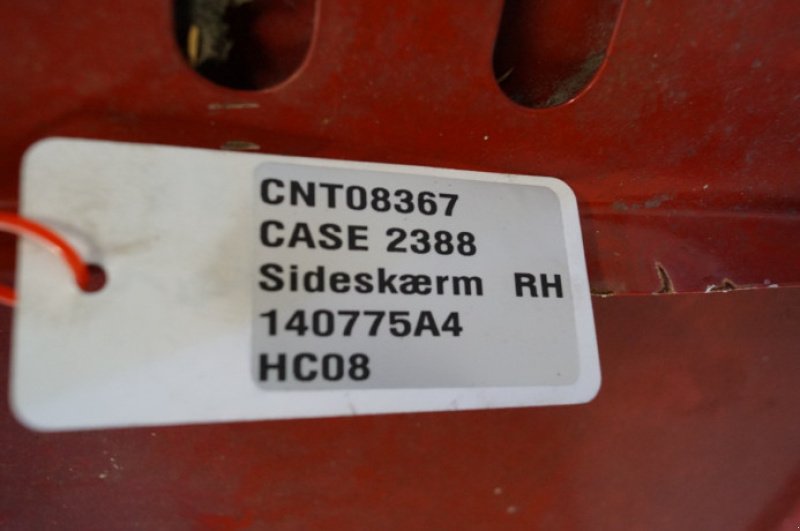 CNT08367
CASE 2388
Sideskærm RH
140775A4
HC08